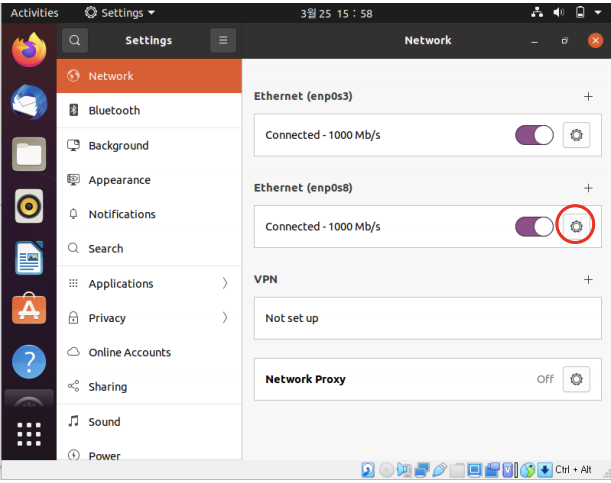 Activities Settings 3월 25 15 : 58
Settings Network
Network
Bluetooth
Background
Appearance
Notifications
Search
Applications
Privacy
Online Accounts
Sharing
Sound
Power
Ethernet (enp0s3)
Connected - 1000 Mb/s
Ethernet (enp0s8)
Connected - 1000 Mb/s
VPN
Not set up
Network Proxy Off
Ctrl + Alt